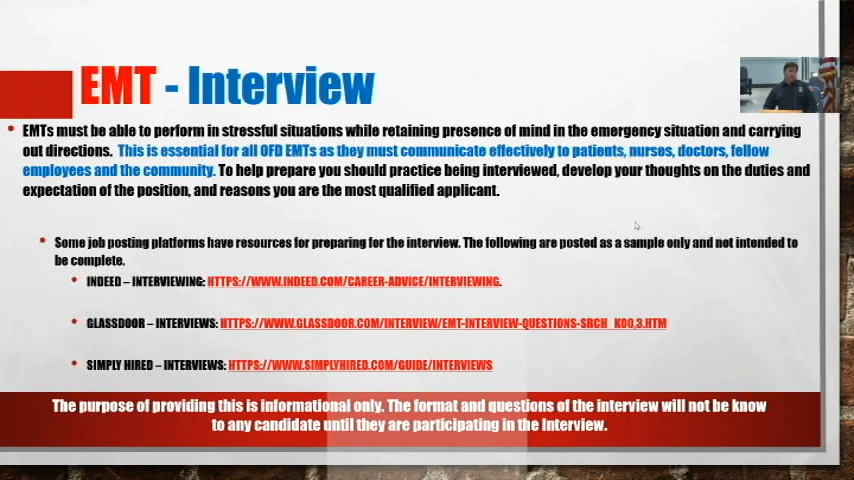 EMT - Interview
EMTs must be able to perform in stressful situations while retaining presence of mind in the emergency situation and carrying
out directions. This is essential for all OFD EMTs as they must communicate effectively to patients, nurses, doctors, fellow
employees and the community. To help prepare you should practice being interviewed, develop your thoughts on the duties and
expectation of the position, and reasons you are the most qualified applicant.
Some job posting platforms have resources for preparing for the interview. The following are posted as a sample only and not intended to
be complete.
INDEED – INTERVIEWING: HTTPS://WWW.INDEED.COM/CAREER-ADVICE/INTERVIEWING.
GLASSDOOR – INTERVIEWS: HTTPS://WWW.GLASSDOOR.COM/INTERVIEW/EMT-INTERVIEW-QUESTIONS-SRCH_KO0,3.HTM
SIMPLY HIRED – INTERVIEWS: HTTPS://WWW.SIMPLYHIRED.COM/GUIDE/INTERVIEWS
The purpose of providing this is informational only. The format and questions of the interview will not be know
to any candidate until they are participating in the Interview.